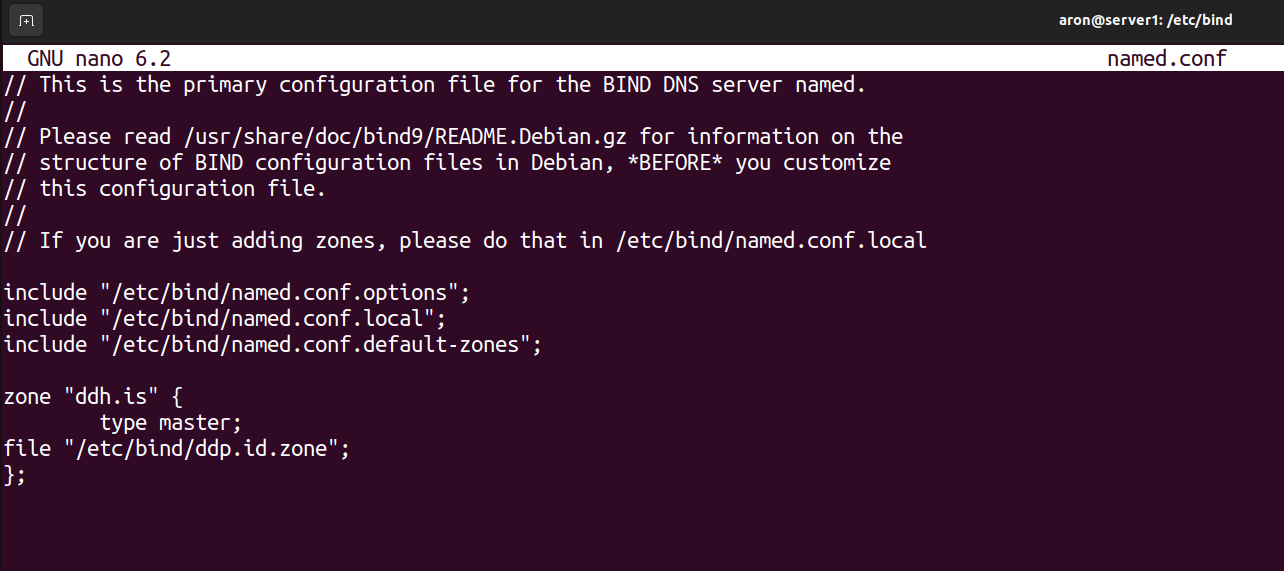 aron@server1: /etc/bind
GNU nano 6.2 named.conf
// This is the primary configuration file for the BIND DNS server named.
//
// Please read /usr/share/doc/bind9/README.Debian.gz for information on the
// structure of BIND configuration files in Debian, *BEFORE* you customize
// this configuration file.
//
// If you are just adding zones, please do that in /etc/bind/named.conf.local
include "/etc/bind/named.conf.options";
include "/etc/bind/named.conf.local";
include "/etc/bind/named.conf.default-zones";
zone "ddh.is" {
type master;
file "/etc/bind/ddp.id.zone";
};